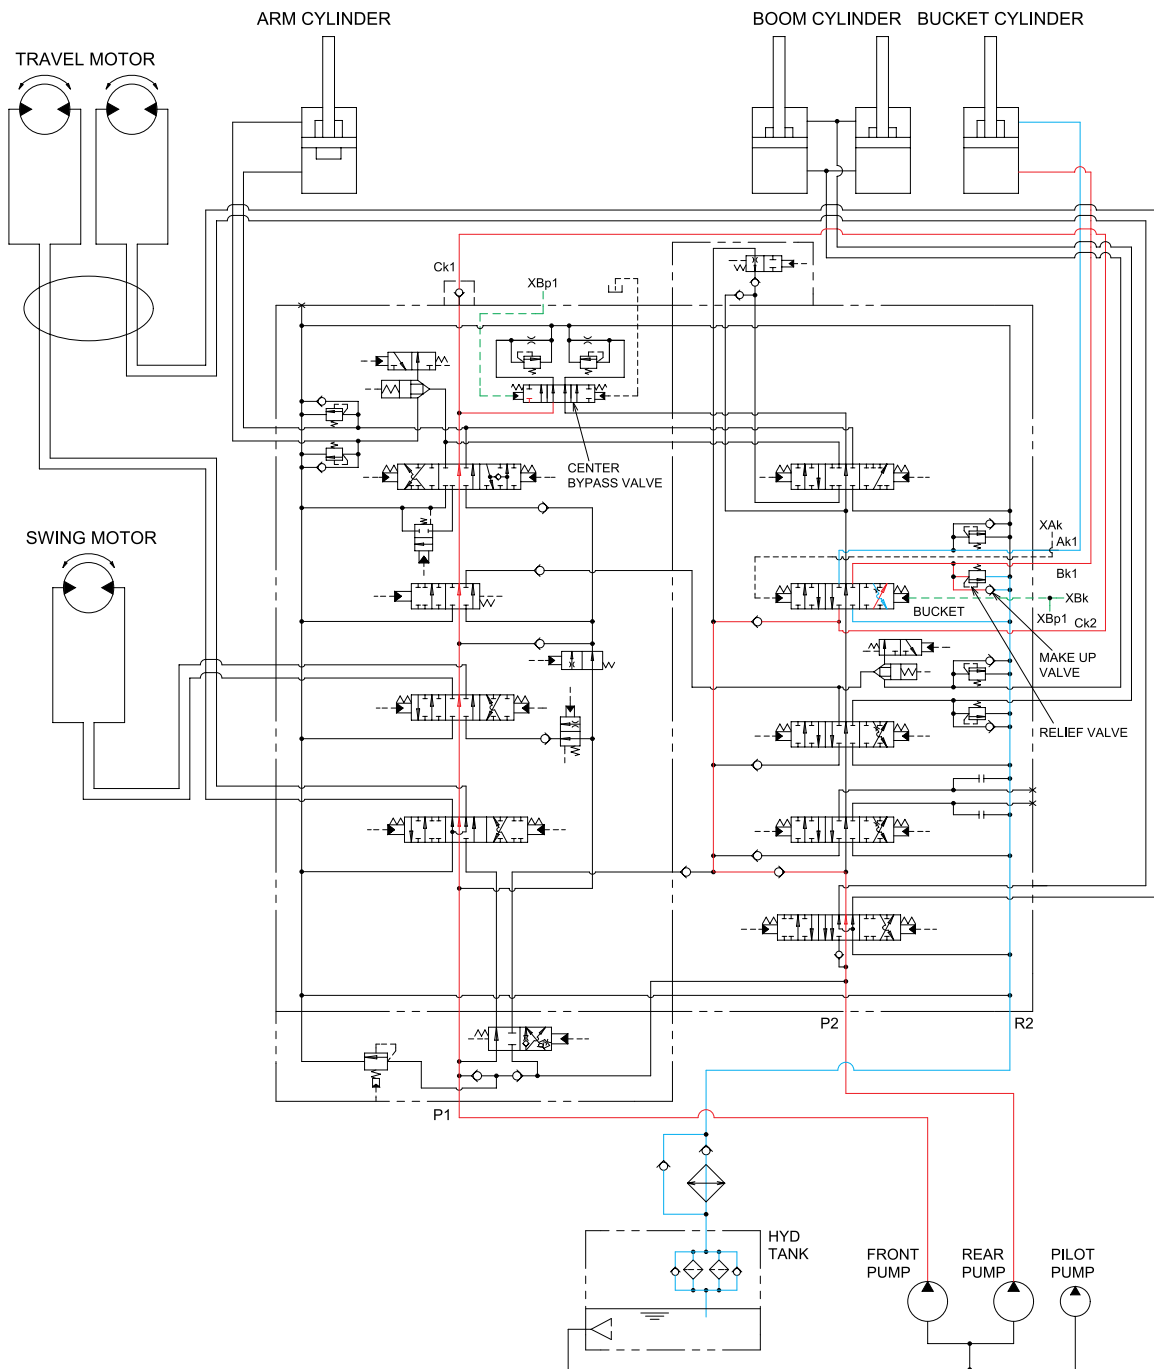 ARM CYLINDER
BOOM CYLINDER
BUCKET CYLINDER
TRAVEL MOTOR
Ck1
XBp1
CENTER
BYPASS VALVE
XAk
Ak1
SWING MOTOR
Bk1
XBk
BUCKET
XBp1
Ck2
MAKE UP
VALVE
RELIEF VALVE
P2
R2
P1
HYD
TANK
FRONT
PUMP
REAR
PUMP
PILOT
PUMP